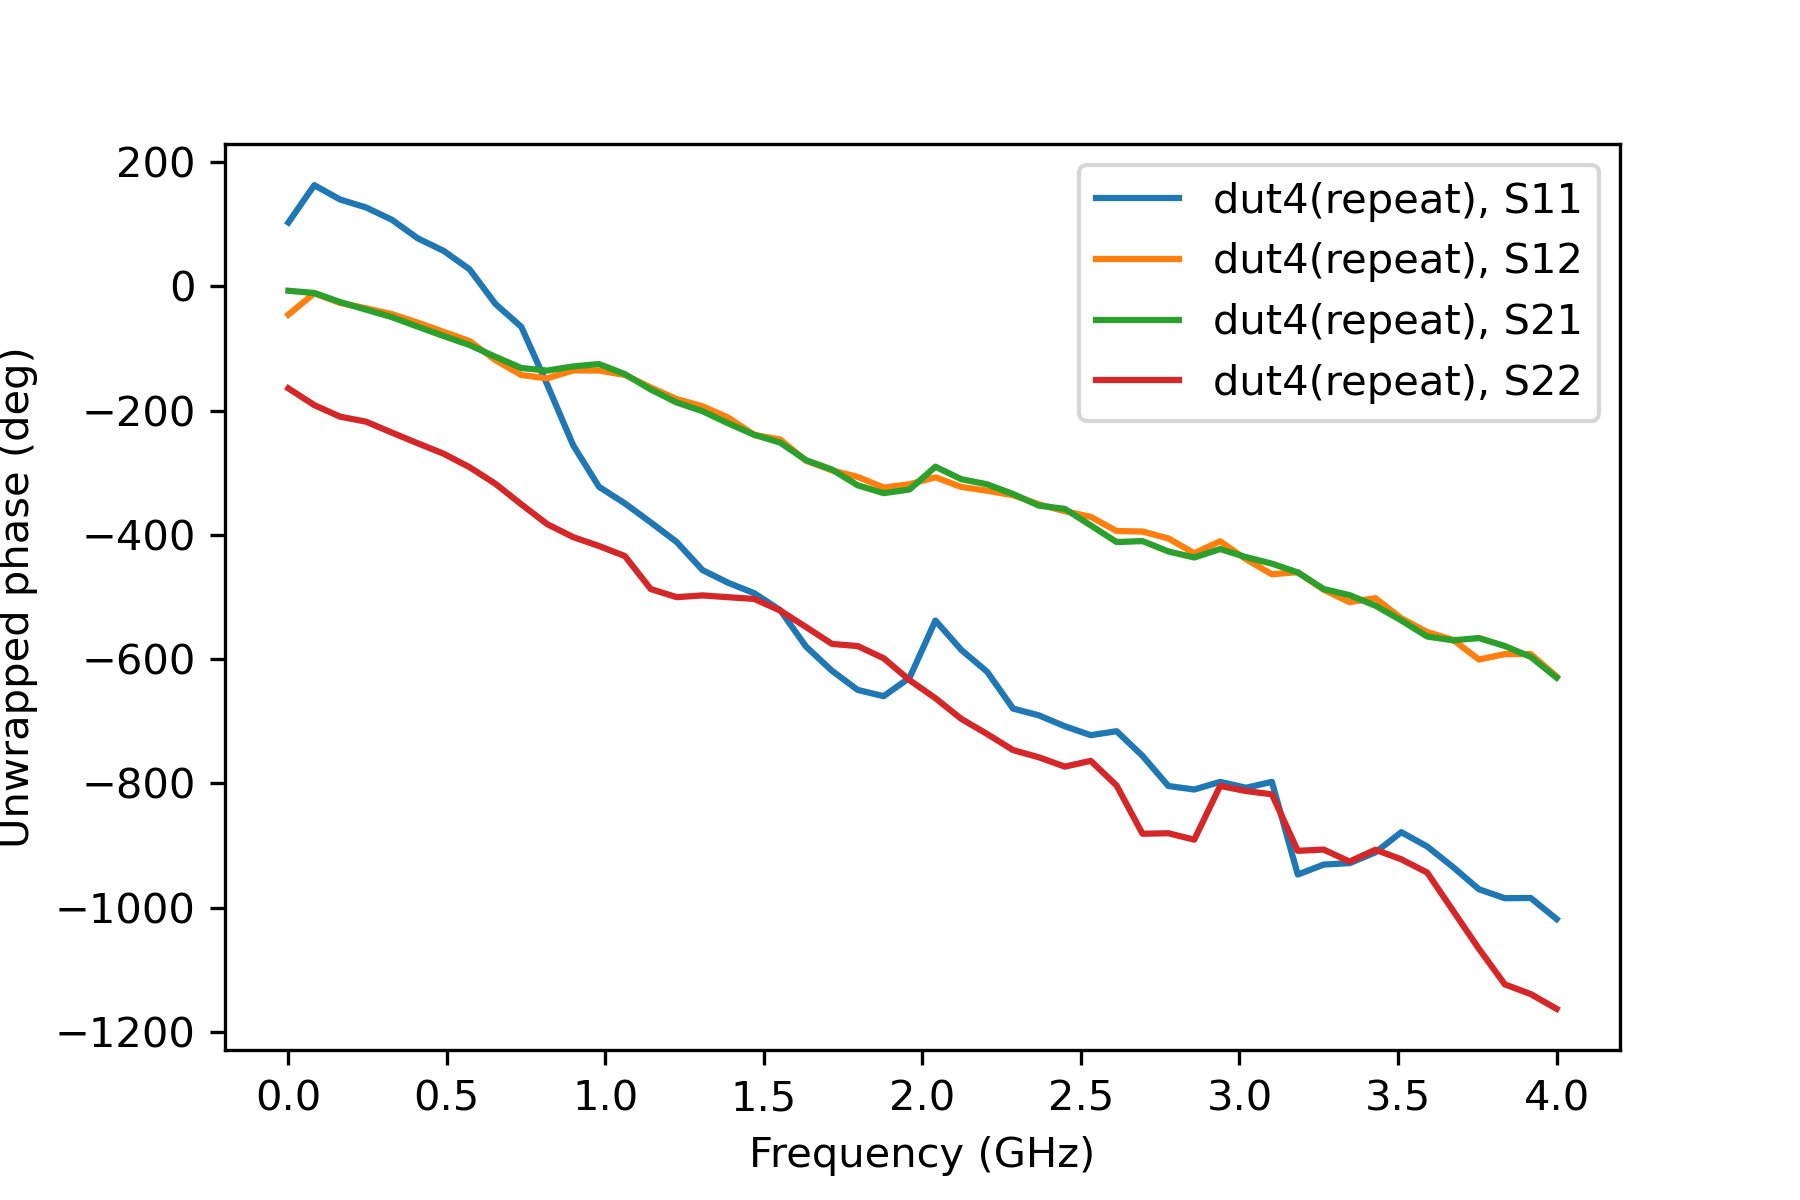 200
0
−200
−400
−600
−800
−1000
−1200
Unwrapped phase (deg)
dut4(repeat), S11
dut4(repeat), S12
dut4(repeat), S21
dut4(repeat), S22
0.0 0.5 1.0 1.5 2.0 2.5 3.0 3.5 4.0
Frequency (GHz)